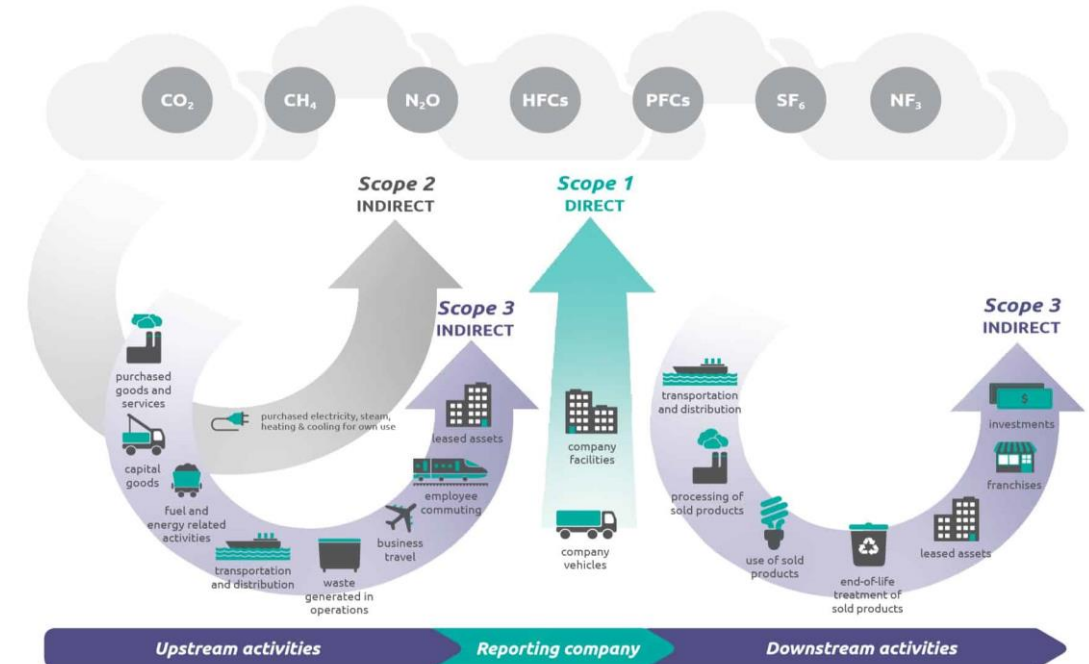 CO₂
CH₄
N₂O
HFCs
PFCs
SF₆
NF₃
Scope 2
INDIRECT
Scope 1
DIRECT
Scope 3
INDIRECT
Scope 3
INDIRECT
purchased
goods and
services
capital
goods
fuel and
energy related
activities
purchased electricity, steam,
heating & cooling for own use
transportation
and distribution
waste
generated in
operations
business
travel
employee
commuting
leased assets
company
facilities
company
vehicles
transportation
and distribution
processing of
sold products
use of sold
products
end-of-life
treatment of
sold products
leased assets
franchises
$
investments
Upstream activities
Reporting company
Downstream activities